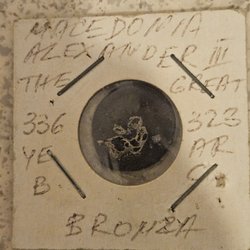 MACEDONIA
ALEXANDER III
THE GREAT
336 323
YE AR
B C
BRONZA